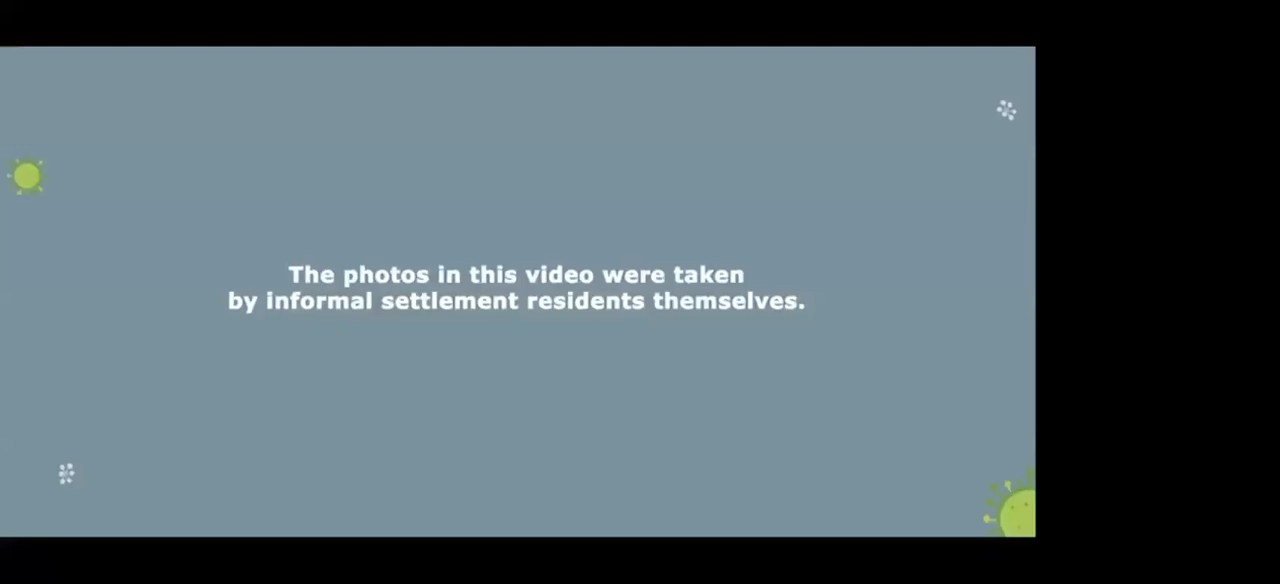 The photos in this video were taken
by informal settlement residents themselves.